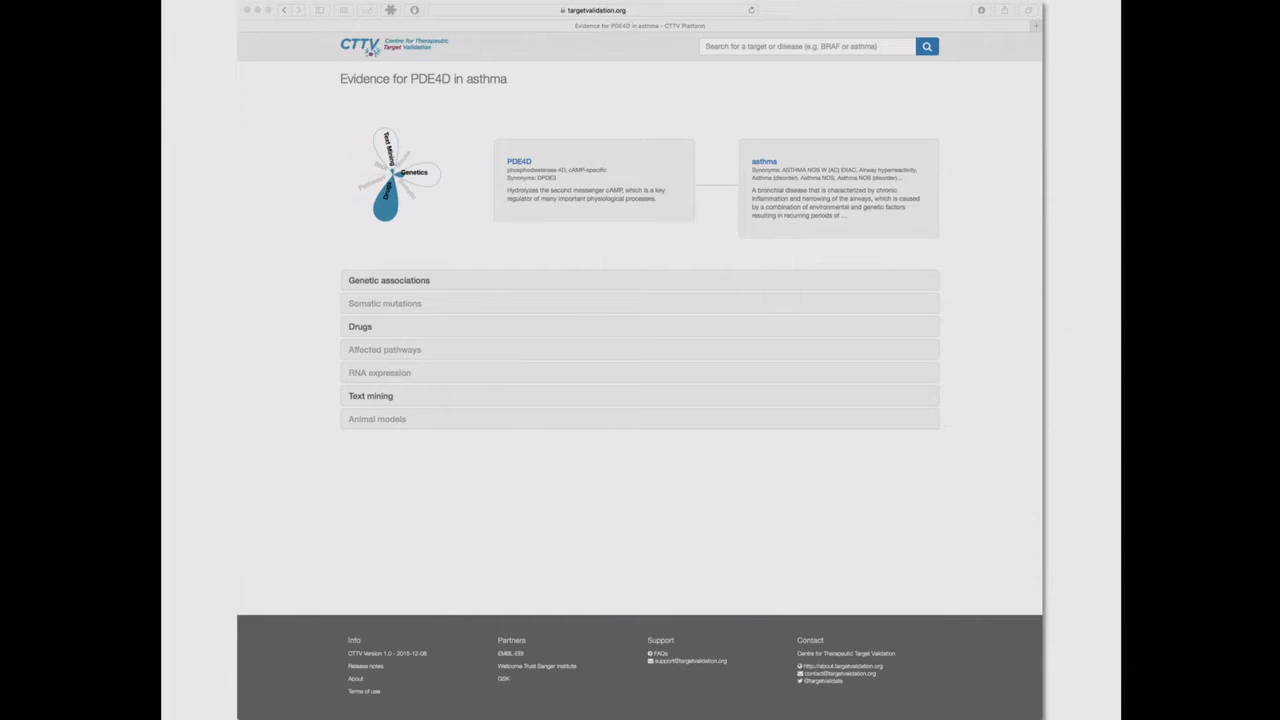 targetvalidation.org
Evidence for PDE4D in asthma - CTTV Platform
CTTV Centre for Therapeutic
Target Validation
Search for a target or disease (e.g. BRAF or asthma)
Evidence for PDE4D in asthma
Text Mining
Genetics
Drugs
PDE4D
phosphodiesterase 4D, cAMP-specific
Synonyms: DPDE3
Hydrolyzes the second messenger cAMP, which is a key
regulator of many important physiological processes.
asthma
Synonyms: ASTHMA NOS W (AC) EXAC, Airway hyperreactivity,
Asthma (disorder), Asthma NOS, Asthma NOS (disorder)...
A bronchial disease that is characterized by chronic
inflammation and narrowing of the airways, which is caused
by a combination of environmental and genetic factors
resulting in recurring periods of ...
Genetic associations
Somatic mutations
Drugs
Affected pathways
RNA expression
Text mining
Animal models
Info
CTTV Version 1.0 - 2015-12-08
Release notes
About
Terms of use
Partners
EMBL-EBI
Wellcome Trust Sanger Institute
GSK
Support
FAQs
support@targetvalidation.org
Contact
Centre for Therapeutic Target Validation
http://about.targetvalidation.org
contact@targetvalidation.org
@targetvalidate